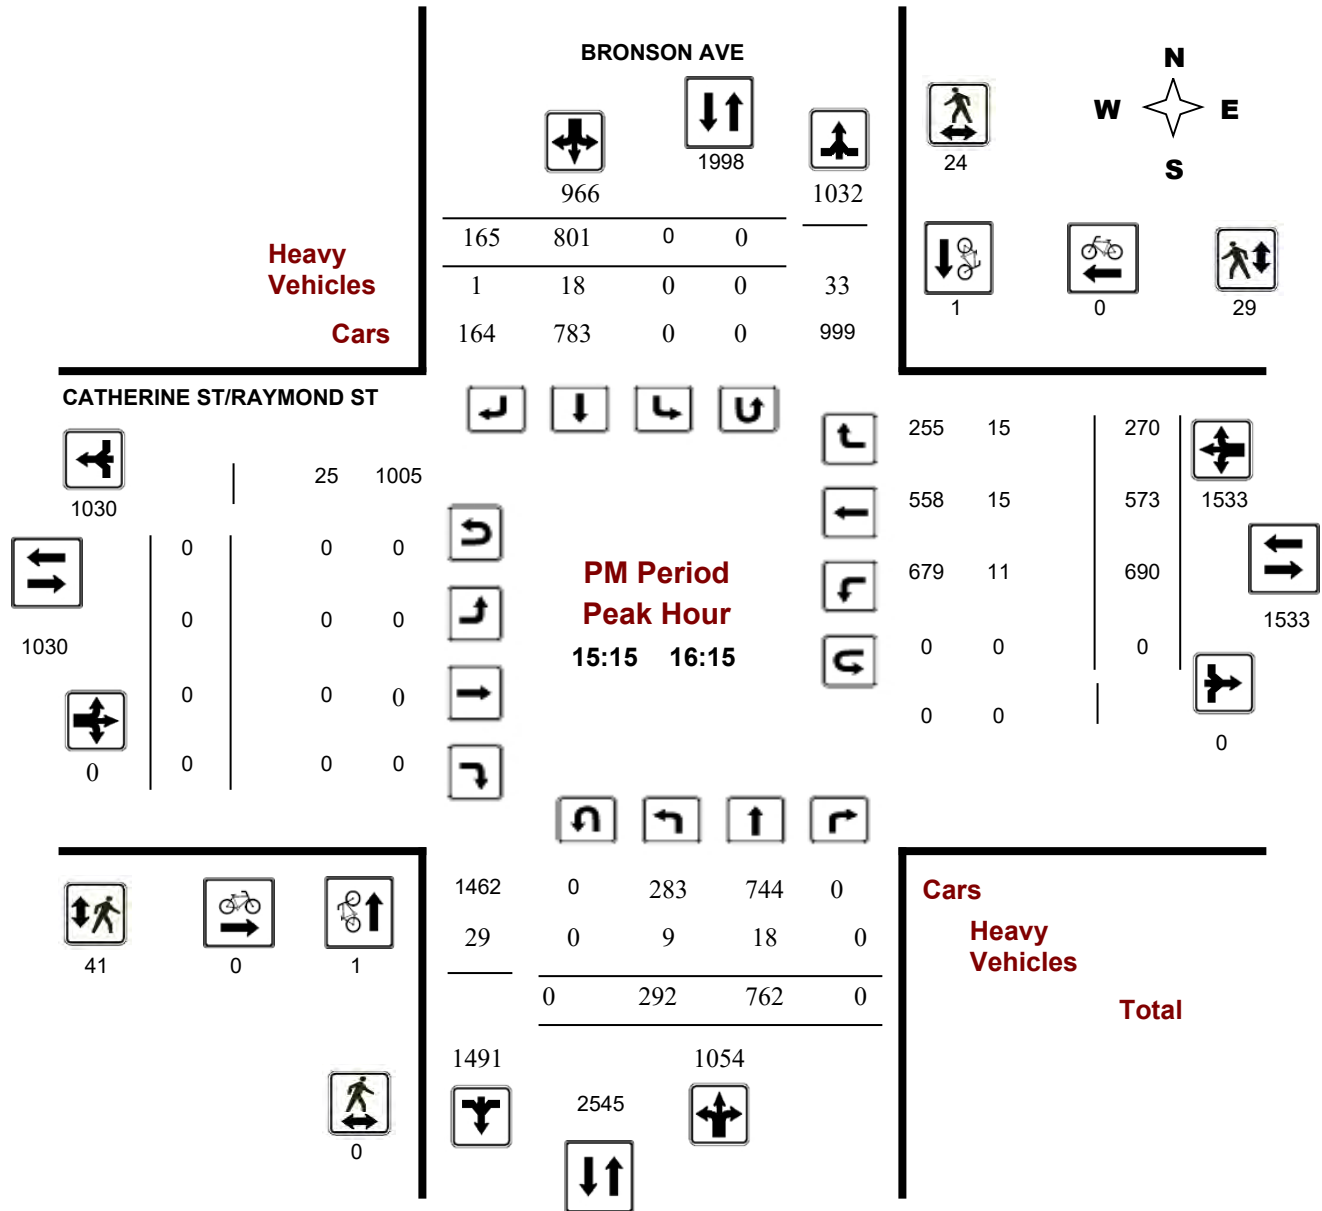 BRONSON AVE
N
W E
S
1998
24
966
1032
165 801 0 0
Heavy
Vehicles
1 18 0 0 33
1 0 29
Cars
164 783 0 0 999
CATHERINE ST/RAYMOND ST
255 15 270
25 1005
1030
558 15 573 1533
0 0 0
PM Period
679 11 690
Peak Hour
0 0 0
1533
1030
15:15 16:15
0 0 0
0 0 0
0 0
0
0 0 0
0
1462 0 283 744 0
Cars
29 0 9 18 0
Heavy
Vehicles
41 0 1
0 292 762 0
Total
1491 1054
2545
0